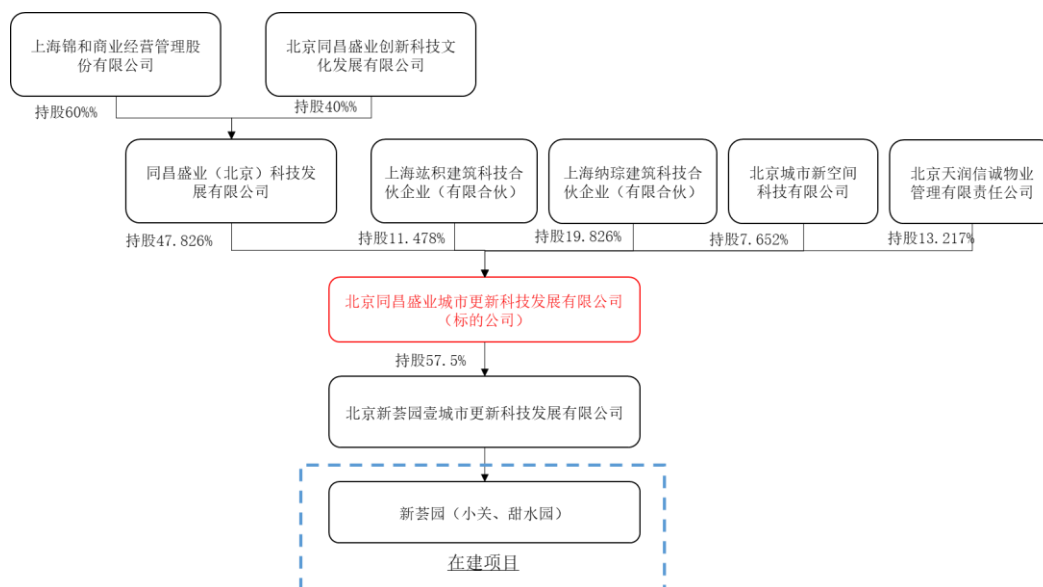 上海锦和商业经营管理股
份有限公司
北京同昌盛业创新科技文
化发展有限公司
持股60%%
持股40%%
同昌盛业（北京）科技发
展有限公司
上海竑积建筑科技合
伙企业（有限合伙）
上海纳琮建筑科技合
伙企业（有限合伙）
北京城市新空间
科技有限公司
北京天润信诚物业
管理有限责任公司
持股47.826%
持股11.478%
持股19.826%
持股7.652%
持股13.217%
北京同昌盛业城市更新科技发展有限公司
（标的公司）
持股57.5%
北京新荟园壹城市更新科技发展有限公司
新荟园（小关、甜水园）
在建项目